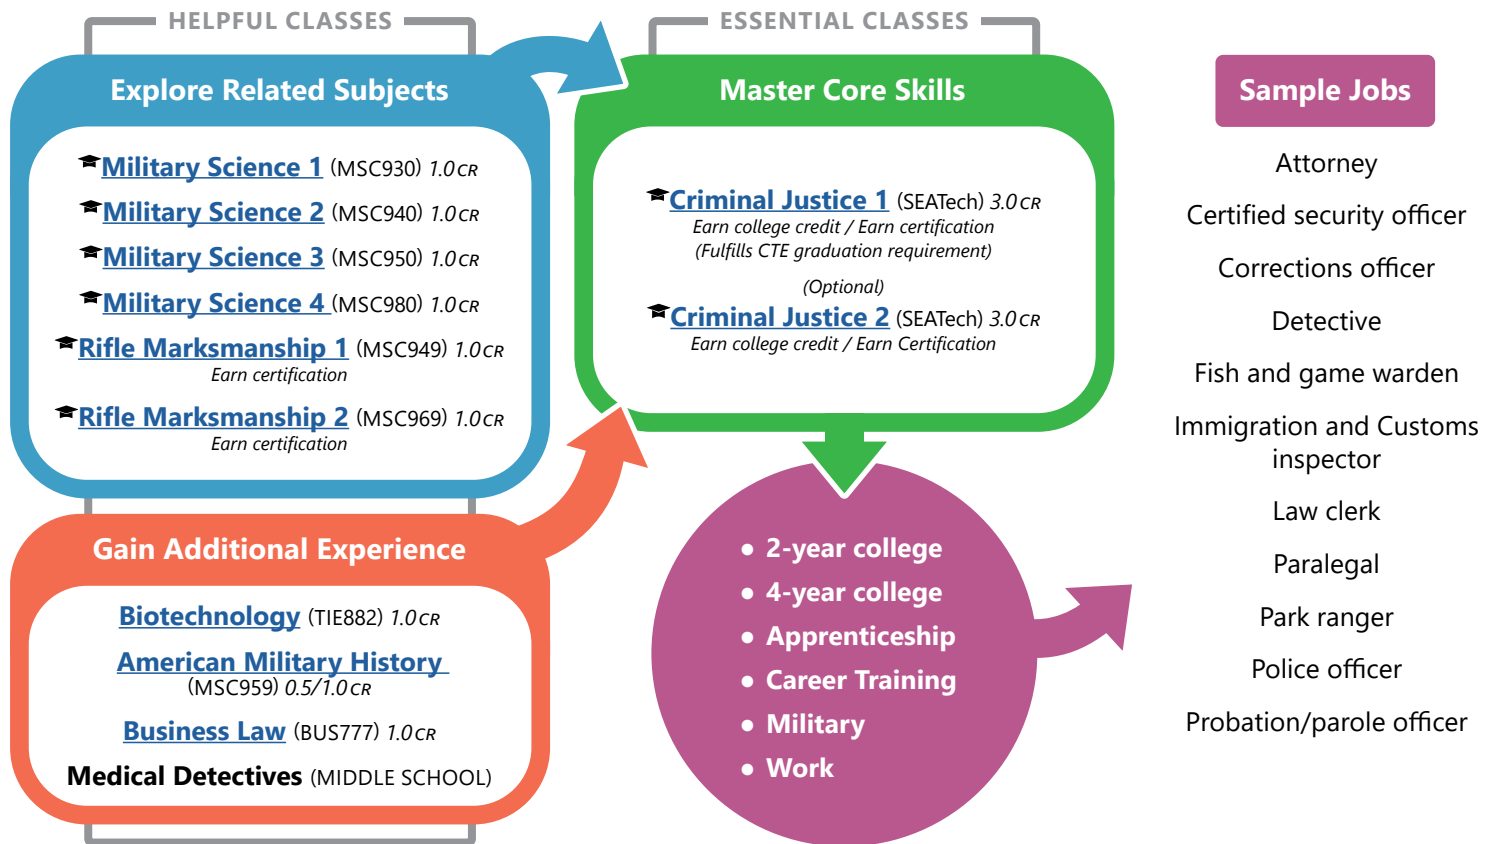 HELPFUL CLASSES
Explore Related Subjects
Military Science 1 (MSC930) 1.0 CR
Military Science 2 (MSC940) 1.0 CR
Military Science 3 (MSC950) 1.0 CR
Military Science 4 (MSC980) 1.0 CR
Rifle Marksmanship 1 (MSC949) 1.0 CR
Earn certification
Rifle Marksmanship 2 (MSC969) 1.0 CR
Earn certification
Gain Additional Experience
Biotechnology (TIE882) 1.0 CR
American Military History
(MSC959) 0.5/1.0 CR
Business Law (BUS777) 1.0 CR
Medical Detectives (MIDDLE SCHOOL)
ESSENTIAL CLASSES
Master Core Skills
Criminal Justice 1 (SEATech) 3.0 CR
Earn college credit / Earn certification
(Fulfills CTE graduation requirement)
(Optional)
Criminal Justice 2 (SEATech) 3.0 CR
Earn college credit / Earn Certification
• 2-year college
• 4-year college
• Apprenticeship
• Career Training
• Military
• Work
Sample Jobs
Attorney
Certified security officer
Corrections officer
Detective
Fish and game warden
Immigration and Customs
inspector
Law clerk
Paralegal
Park ranger
Police officer
Probation/parole officer